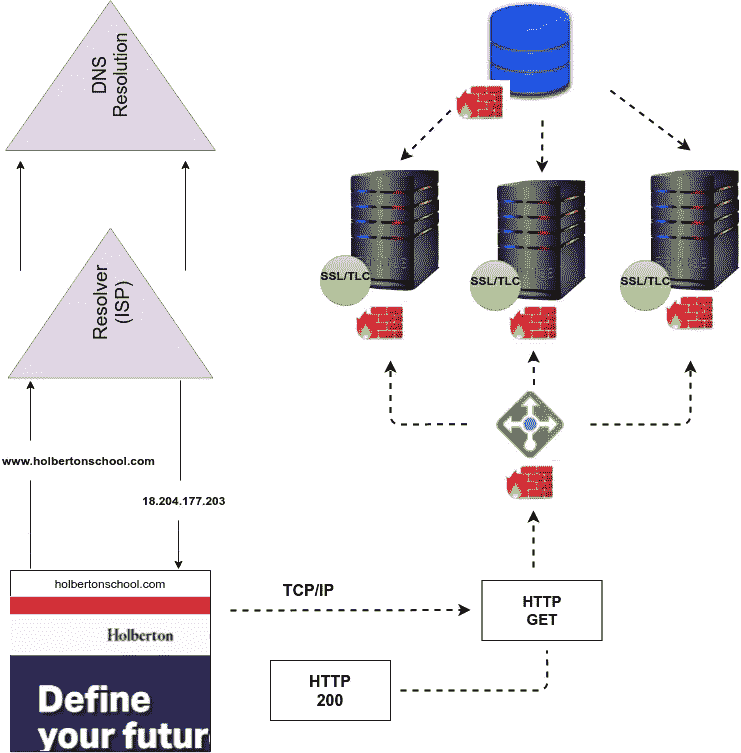 DNS
Resolution
Resolver
(ISP)
www.holbertonschool.com
18.204.177.203
holbertonschool.com
Holberton
Define
your futur
TCP/IP
HTTP
GET
HTTP
200
SSL/TLC
SSL/TLC
SSL/TLC